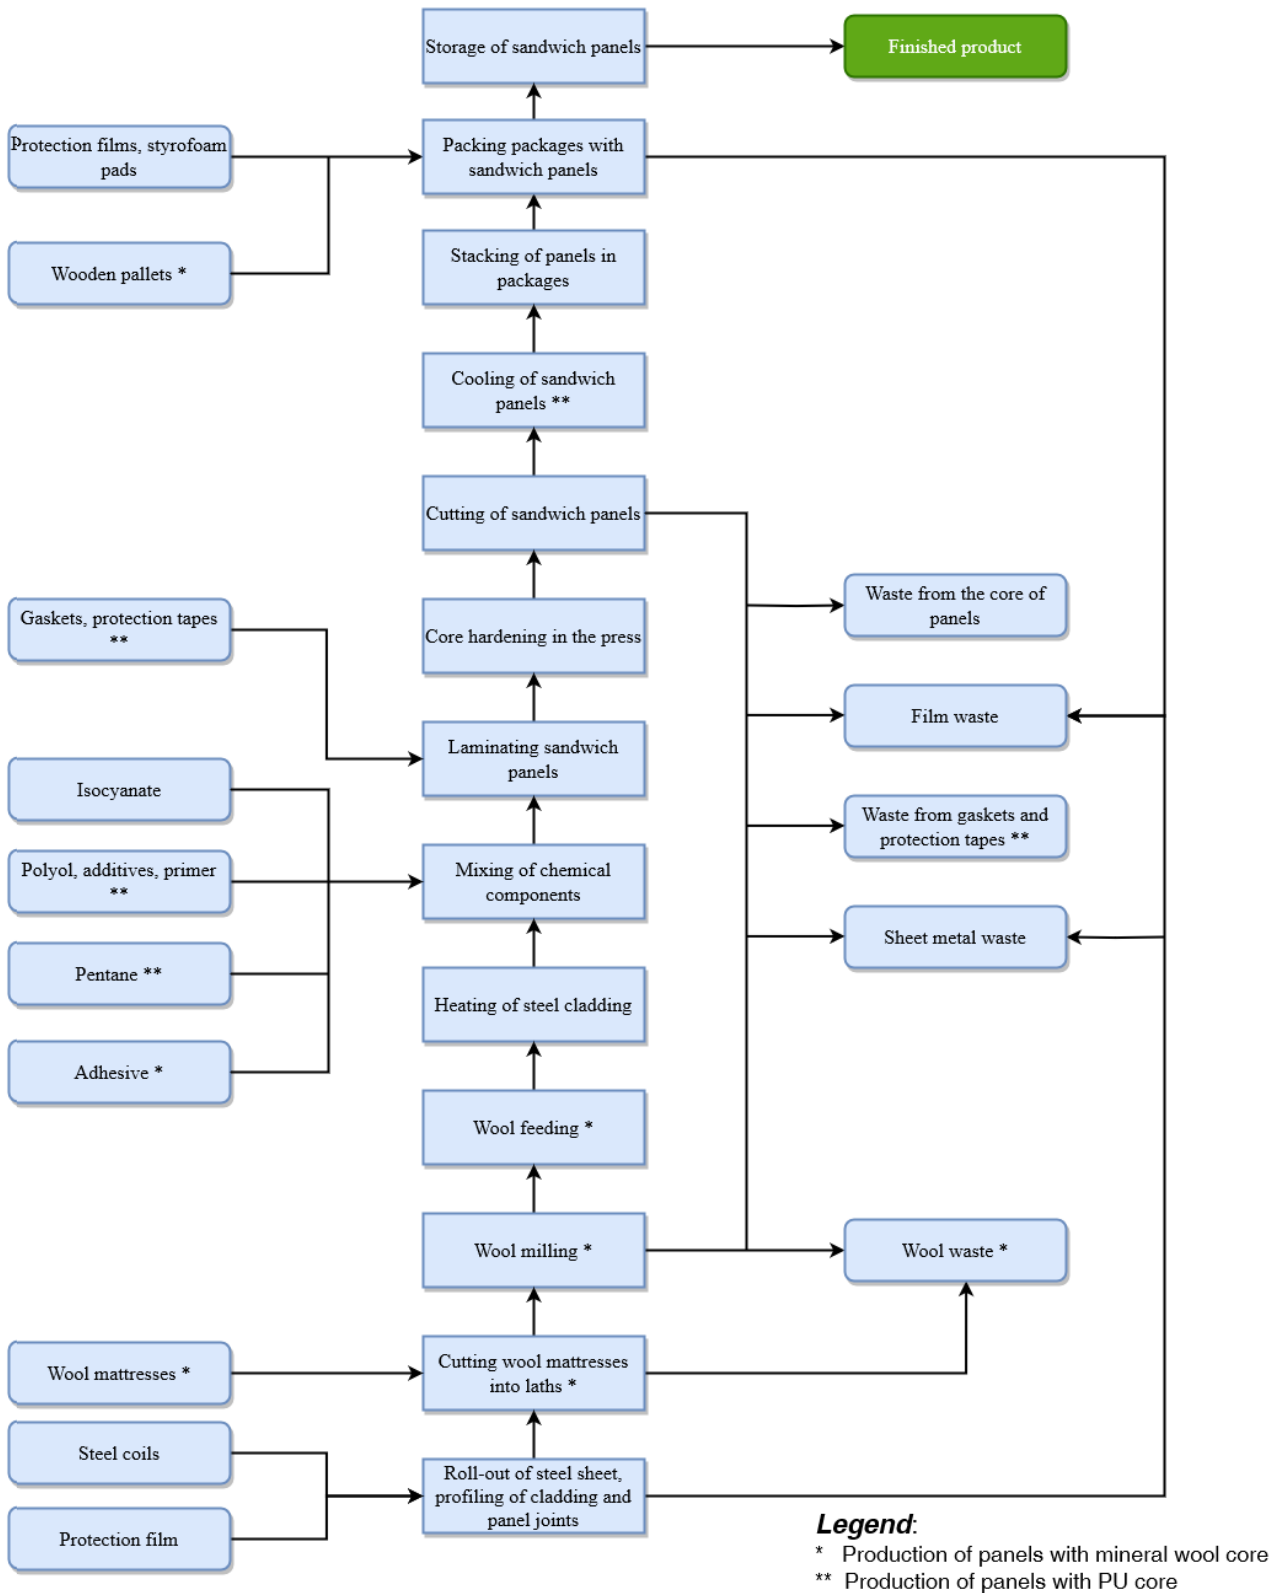 Storage of sandwich panels
Finished product
Protection films, styrofoam
pads
Packing packages with
sandwich panels
Wooden pallets *
Stacking of panels in
packages
Cooling of sandwich
panels **
Cutting of sandwich panels
Waste from the core of
panels
Gaskets, protection tapes
**
Core hardening in the press
Film waste
Laminating sandwich
panels
Isocyanate
Waste from gaskets and
protection tapes **
Polyol, additives, primer
**
Mixing of chemical
components
Sheet metal waste
Pentane **
Heating of steel cladding
Adhesive *
Wool feeding *
Wool milling *
Wool waste *
Wool mattresses *
Cutting wool mattresses
into laths *
Steel coils
Roll-out of steel sheet,
profiling of cladding and
panel joints
Protection film
Legend:
* Production of panels with mineral wool core
** Production of panels with PU core